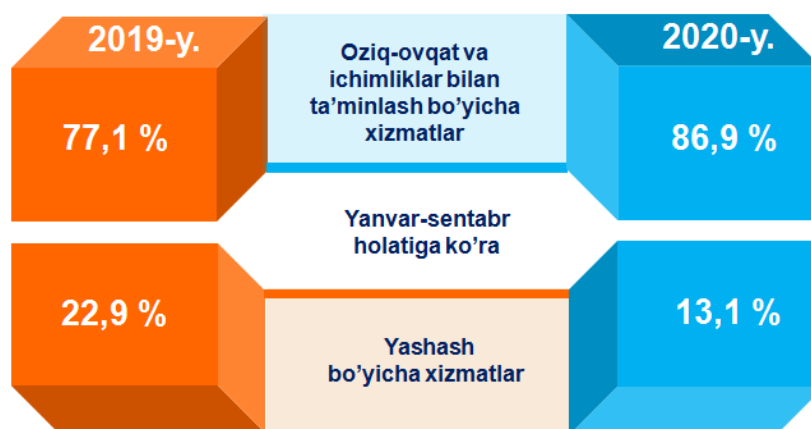 2019-y.
Oziq-ovqat va
ichimliklar bilan
ta’minlash bo’yicha
xizmatlar
2020-y.
77,1 %
86,9 %
Yanvar-sentabr
holatiga ko’ra
22,9 %
13,1 %
Yashash
bo’yicha xizmatlar